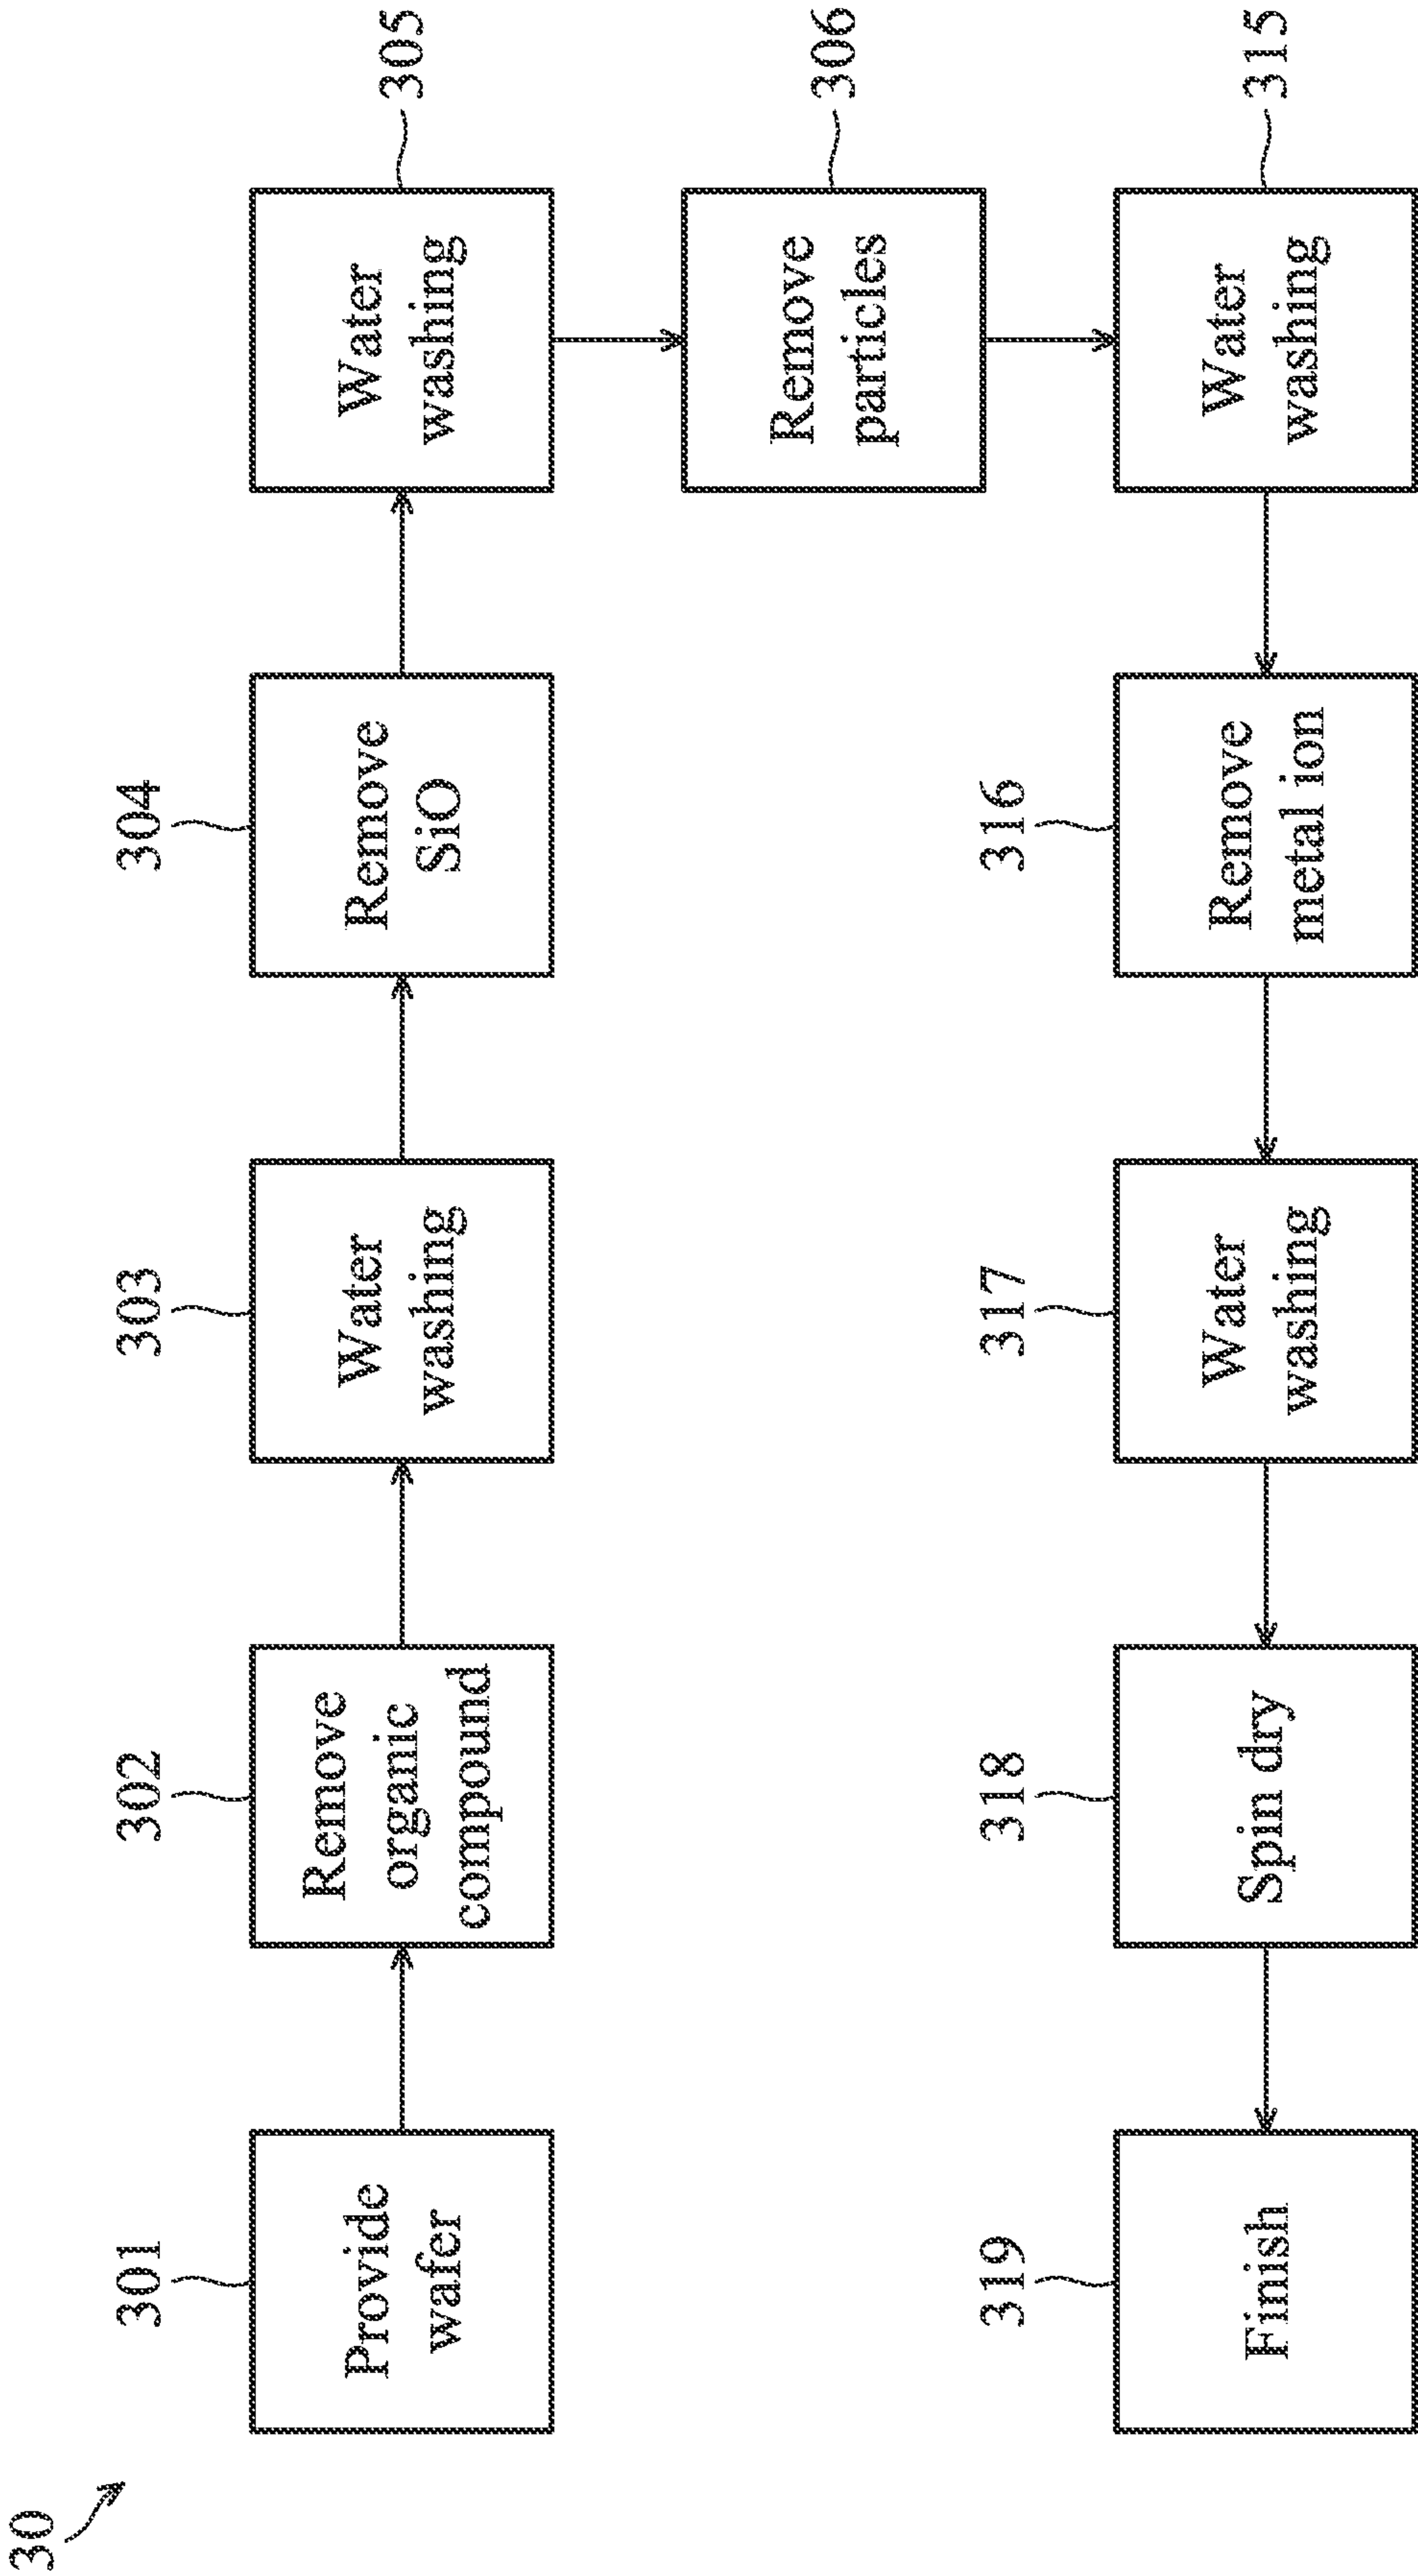 30
301
Provide
wafer
302
Remove
organic
compound
303
Water
washing
304
Remove
SiO
305
Water
washing
306
Remove
particles
315
Water
washing
316
Remove
metal ion
317
Water
washing
318
Spin dry
319
Finish